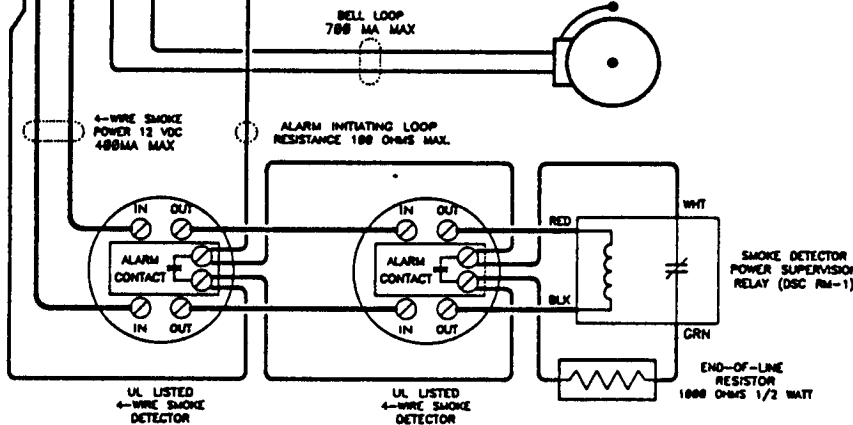 BELL LOOP
700 MA MAX
4-WIRE SMOKE
POWER 12 VDC
400MA MAX
ALARM INITIATING LOOP
RESISTANCE 100 OHMS MAX.
IN OUT
ALARM
CONTACT
IN OUT
UL LISTED
4-WIRE SMOKE
DETECTOR
IN OUT
ALARM
CONTACT
IN OUT
UL LISTED
4-WIRE SMOKE
DETECTOR
RED
BLK
WHT
GRN
SMOKE DETECTOR
POWER SUPERVISION
RELAY (DSC RM-1)
END-OF-LINE
RESISTOR
1000 OHMS 1/2 WATT